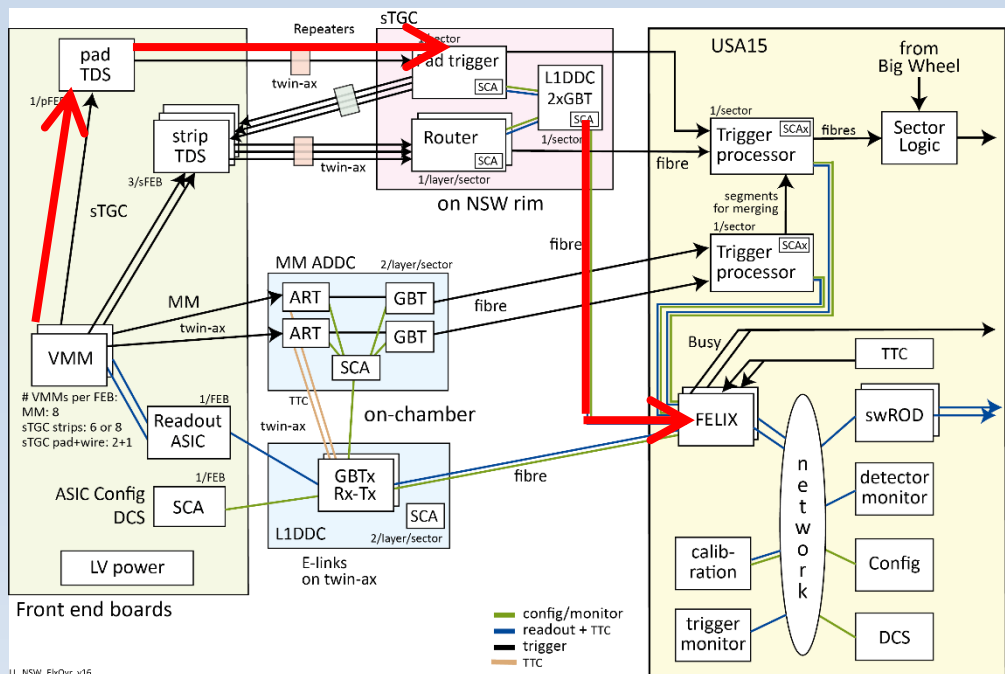 sTGC
Repeaters
USA15
pad
TDS
1/pFEB
twin-ax
1/sector
Pad trigger
SCA
L1DDC
2xGBT
SCA
1/sector
from
Big Wheel
strip
TDS
3/sFEB
twin-ax
Router
SCA
1/layer/sector
on NSW rim
fibre
1/sector
Trigger
processor
SCAx
fibres
Sector
Logic
segments
for merging
1/sector
Trigger
processor
SCAx
sTGC
fibre
MM ADDC
2/layer/sector
MM
twin-ax
ART
GBT
ART
GBT
SCA
TTC
fibre
on-chamber
VMM
# VMMs per FEB:
MM: 8
sTGC strips: 6 or 8
sTGC pad+wire: 2+1
1/FEB
Readout
ASIC
twin-ax
Busy
TTC
FELIX
swROD
network
detector
monitor
ASIC Config
DCS
1/FEB
SCA
GBTx
Rx-Tx
SCA
L1DDC
2/layer/sector
fibre
E-links
on twin-ax
LV power
Front end boards
calib-
ration
Config
trigger
monitor
DCS
config/monitor
readout + TTC
trigger
TTC